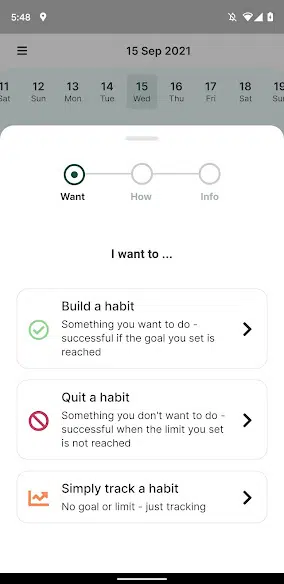 5:48
15 Sep 2021
11 12 13 14 15 16 17 18 19
Sat Sun Mon Tue Wed Thu Fri Sat Su
Want How Info
I want to ...
Build a habit
Something you want to do -
successful if the goal you set is
reached
Quit a habit
Something you don't want to do -
successful when the limit you set
is not reached
Simply track a habit
No goal or limit - just tracking